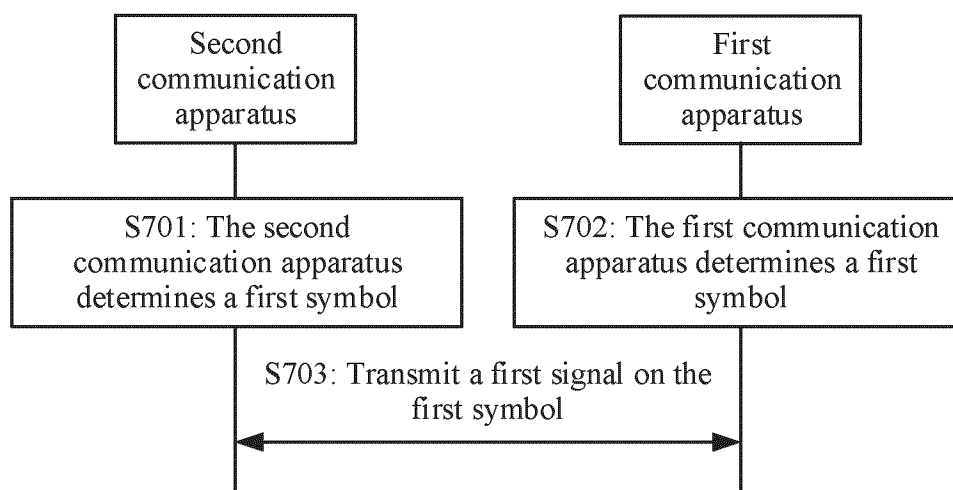 Second
communication
apparatus
First
communication
apparatus
S701: The second
communication apparatus
determines a first symbol
S702: The first communication
apparatus determines a first
symbol
S703: Transmit a first signal on the
first symbol